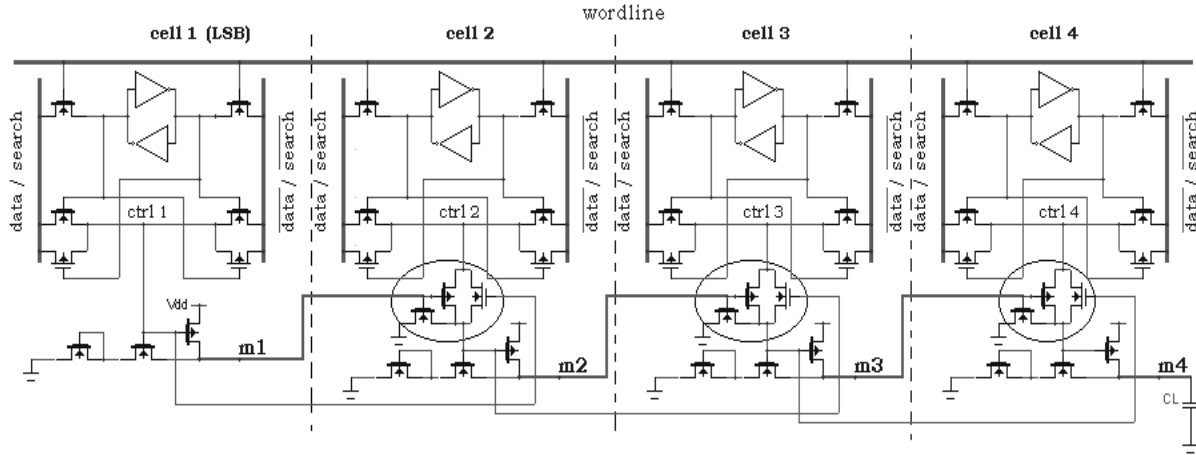 wordline
cell 1 (LSB)
cell 2
cell 3
cell 4
data / search
data / search
data / search
data / search
data / search
data / search
data / search
data / search
ctrl 1
ctrl 2
ctrl 3
ctrl 4
Vdd
m1
m2
m3
m4
CL